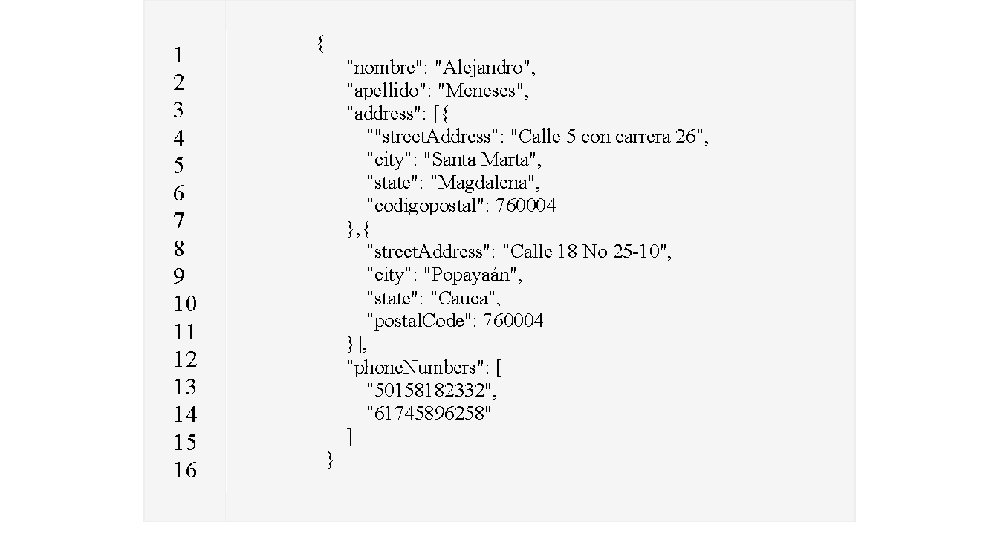 1
2
3
4
5
6
7
8
9
10
11
12
13
14
15
16
{
"nombre": "Alejandro",
"apellido": "Meneses",
"address": [{
""streetAddress": "Calle 5 con carrera 26",
"city": "Santa Marta",
"state": "Magdalena",
"codigopostal": 760004
},{
"streetAddress": "Calle 18 No 25-10",
"city": "Popayaán",
"state": "Cauca",
"postalCode": 760004
}],
"phoneNumbers": [
"50158182332",
"61745896258"
]
}